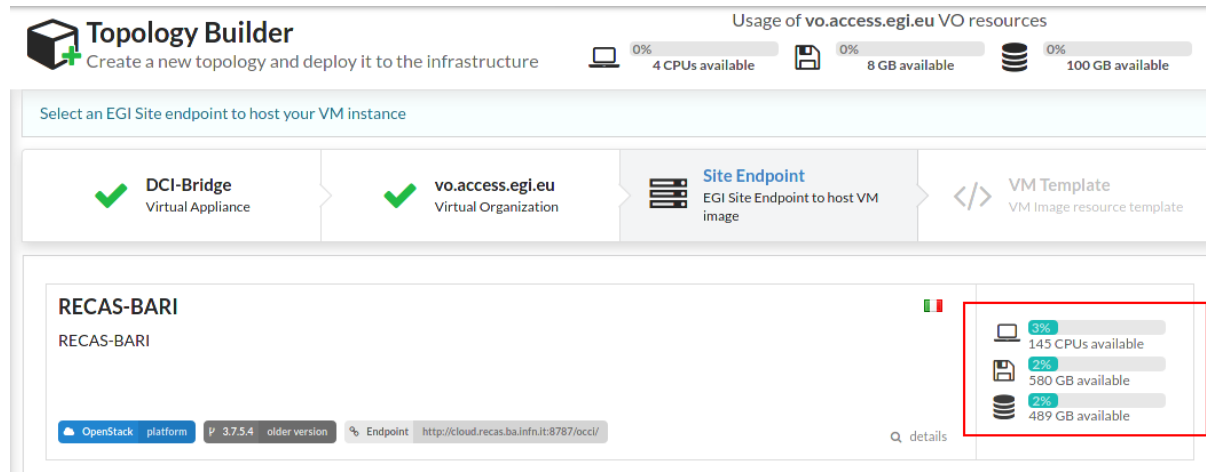 Topology Builder
Create a new topology and deploy it to the infrastructure
Usage of vo.access.egi.eu VO resources
0%
4 CPUs available
0%
8 GB available
0%
100 GB available
Select an EGI Site endpoint to host your VM instance
DCI-Bridge
Virtual Appliance
vo.access.egi.eu
Virtual Organization
Site Endpoint
EGI Site Endpoint to host VM
image
</> VM Template
VM Image resource template
RECAS-BARI
RECAS-BARI
3%
145 CPUs available
2%
580 GB available
2%
489 GB available
OpenStack platform 3.7.5.4 older version Endpoint http://cloud.recas.ba.infn.it:8787/occi/
details